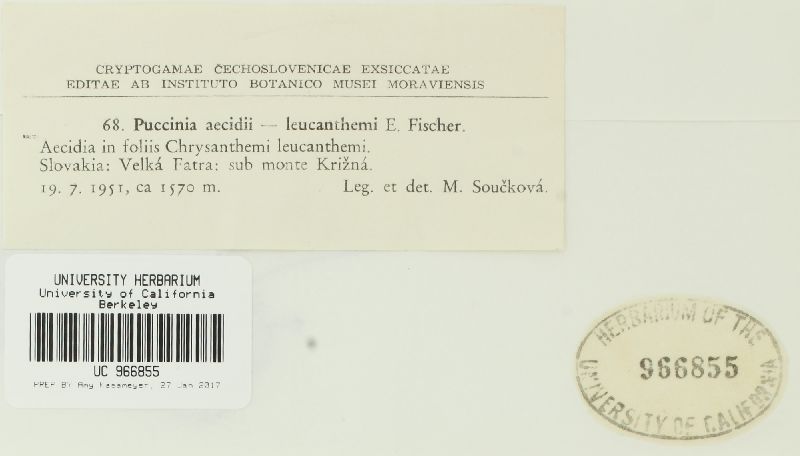 CRYPTOGAMAE ČECHOSLOVENICAE EXSICCATAE
EDITAE AB INSTITUTO BOTANICO MUSEI MORAVIENSIS
68. Puccinia aecidii — leucanthemi E. Fischer.
Aecidia in foliis Chrysanthemi leucanthemi.
Slovakia: Velká Fatra: sub monte Križná.
19. 7. 1951, ca 1570 m. Leg. et det. M. Součková.
UNIVERSITY HERBARIUM
University of California
Berkeley
UC 966855
PREP BY Amy Kasameyer, 27 Jan 2017
HERBARIUM OF THE
966855
UNIVERSITY OF CALIFORNIA